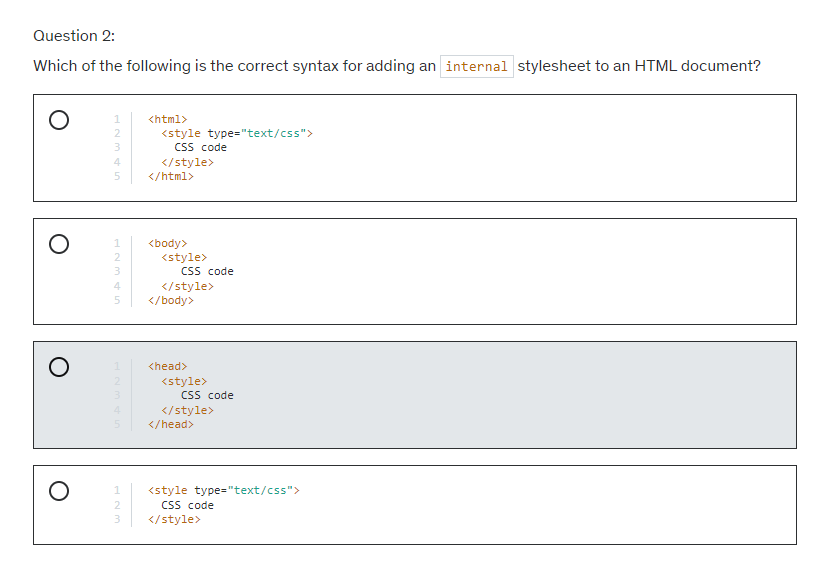 Question 2:
Which of the following is the correct syntax for adding an internal stylesheet to an HTML document?
1 <html>
2   <style type="text/css">
3     CSS code
4   </style>
5 </html>
1 <body>
2   <style>
3      CSS code
4   </style>
5 </body>
1 <head>
2   <style>
3      CSS code
4   </style>
5 </head>
1 <style type="text/css">
2   CSS code
3 </style>